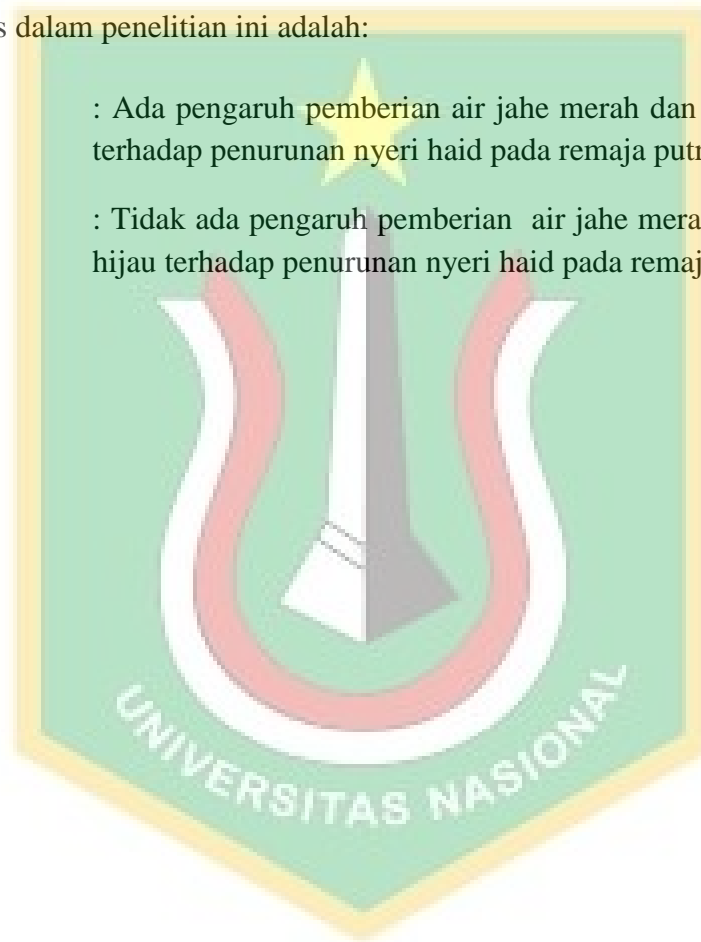 s dalam penelitian ini adalah:
: Ada pengaruh pemberian air jahe merah dan
terhadap penurunan nyeri haid pada remaja putr
: Tidak ada pengaruh pemberian air jahe mera
hijau terhadap penurunan nyeri haid pada remaj
UNIVERSITAS NASIONAL